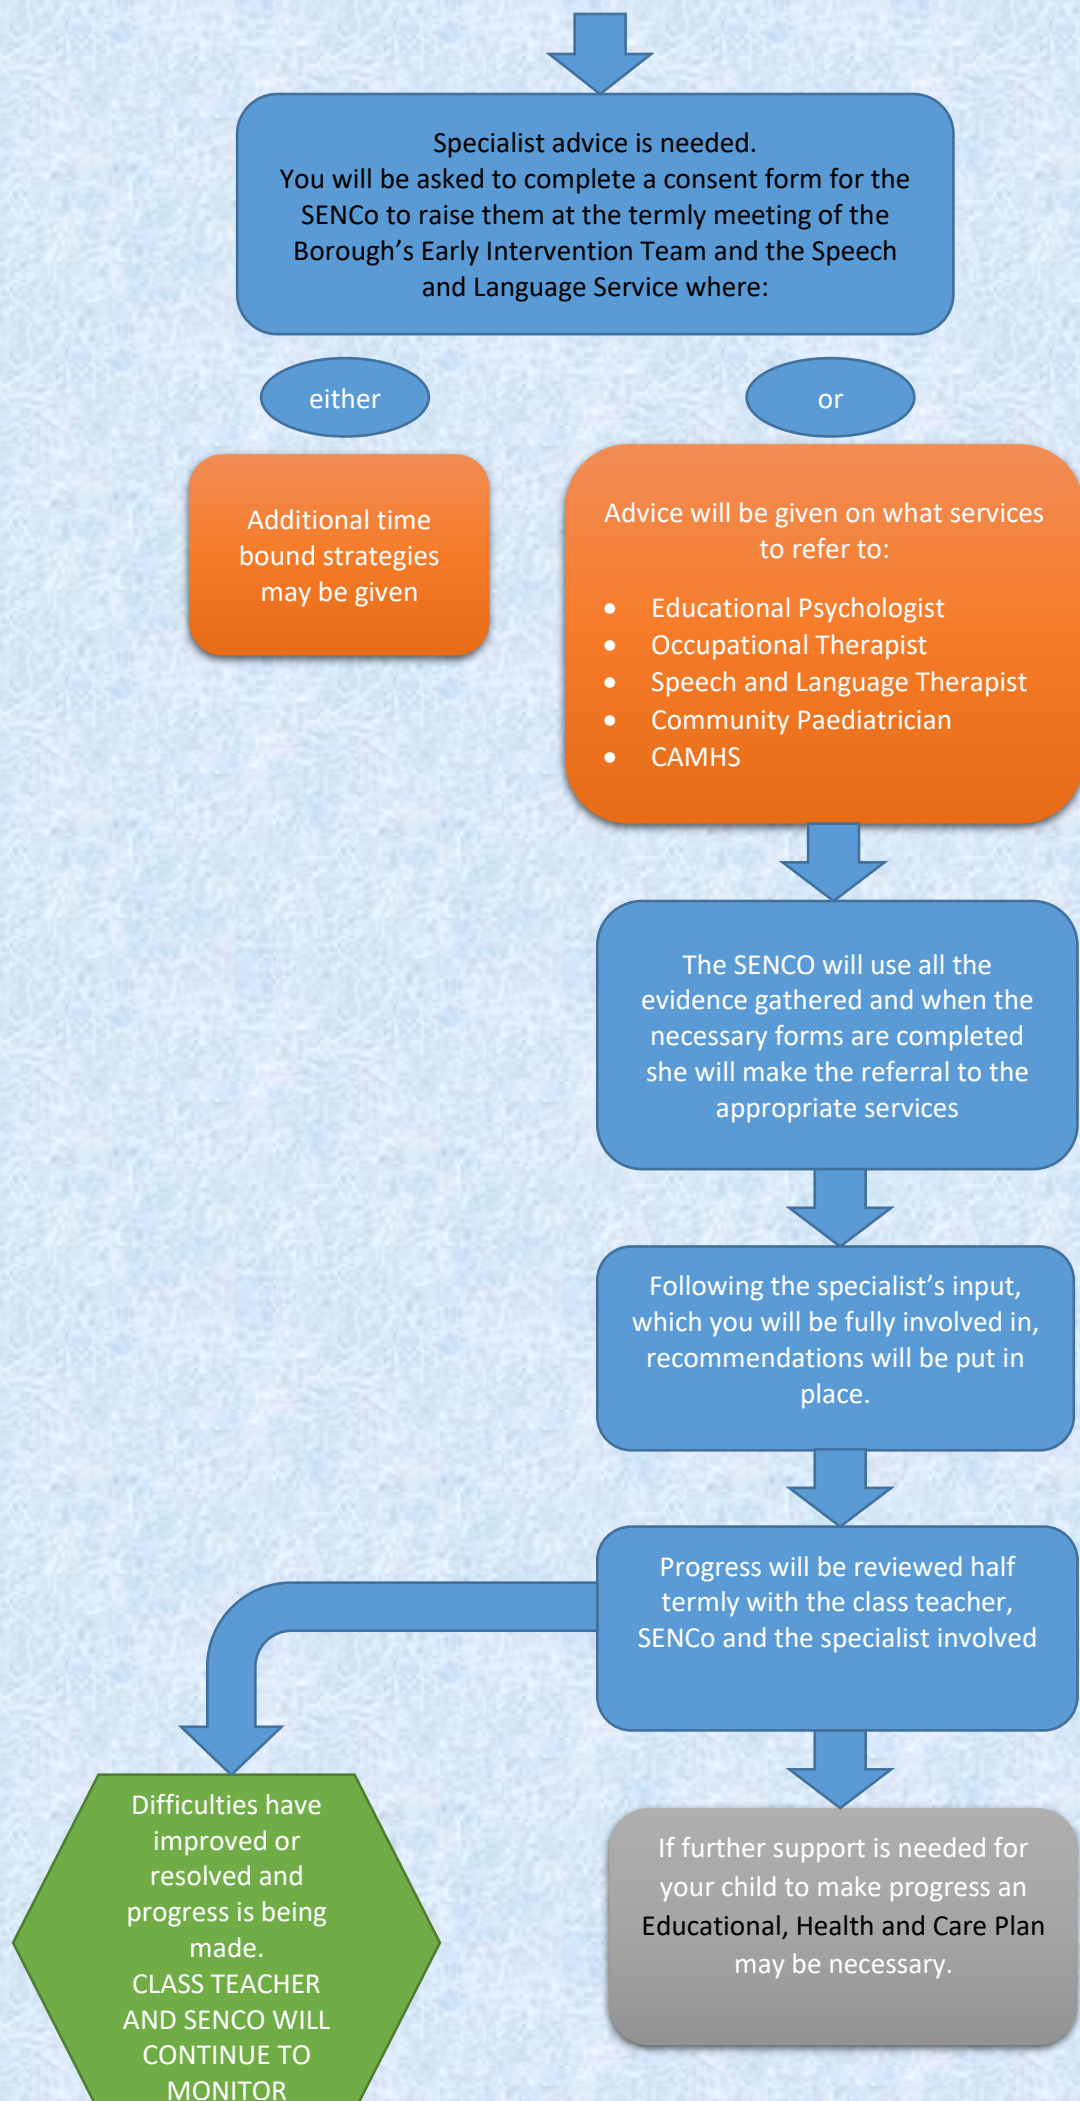 Specialist advice is needed.
You will be asked to complete a consent form for the
SENCo to raise them at the termly meeting of the
Borough’s Early Intervention Team and the Speech
and Language Service where:
either
or
Additional time
bound strategies
may be given
Advice will be given on what services
to refer to:
• Educational Psychologist
• Occupational Therapist
• Speech and Language Therapist
• Community Paediatrician
• CAMHS
The SENCO will use all the
evidence gathered and when the
necessary forms are completed
she will make the referral to the
appropriate services
Following the specialist’s input,
which you will be fully involved in,
recommendations will be put in
place.
Progress will be reviewed half
termly with the class teacher,
SENCo and the specialist involved
Difficulties have
improved or
resolved and
progress is being
made.
CLASS TEACHER
AND SENCO WILL
CONTINUE TO
MONITOR
If further support is needed for
your child to make progress an
Educational, Health and Care Plan
may be necessary.